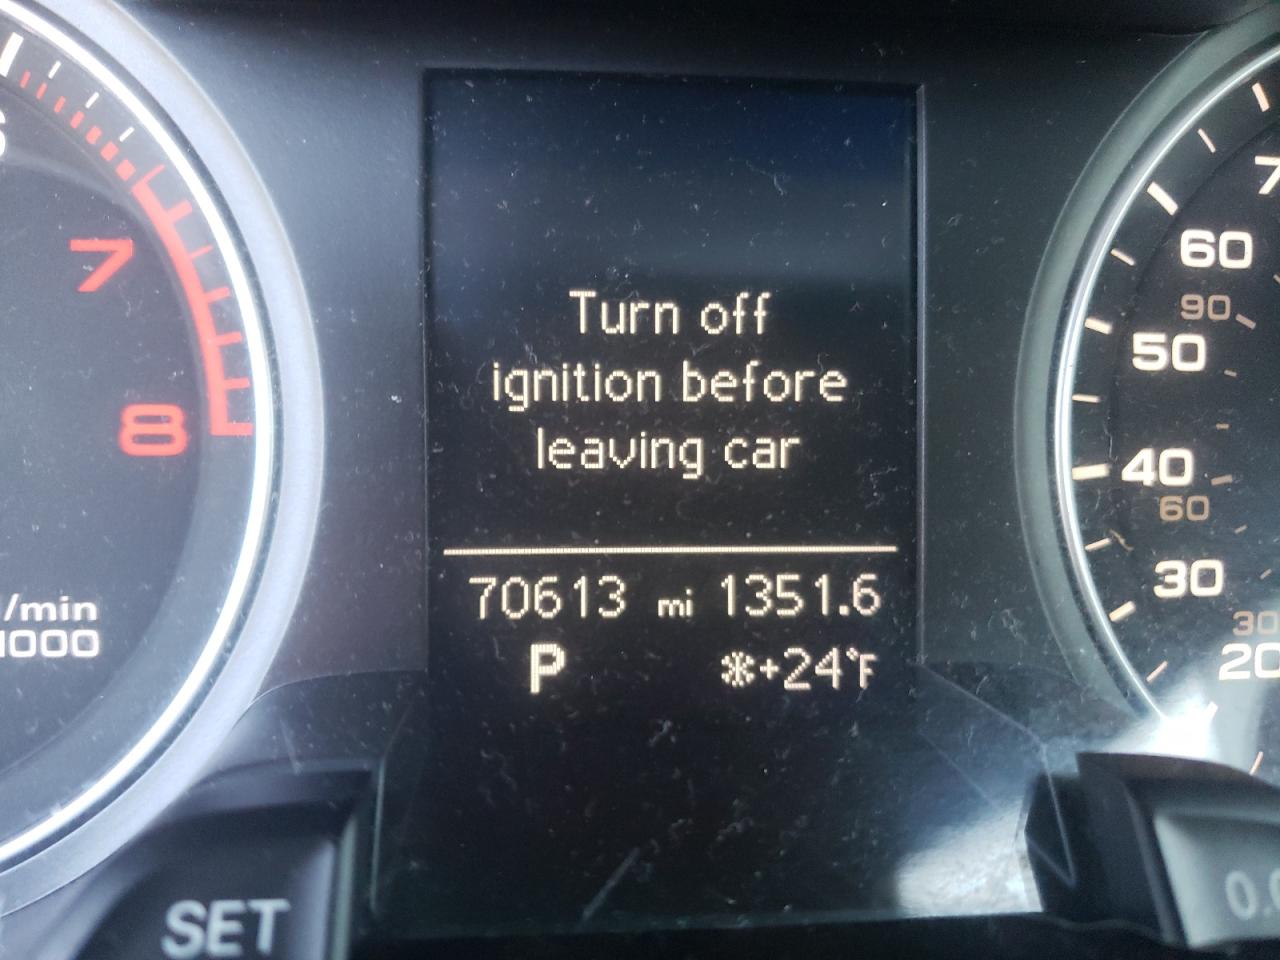 Turn off
ignition before
leaving car
70613 mi 1351.6
P ❄+24°F
7
8
/min
1000
SET
60
90
50
40
60
30
30
20